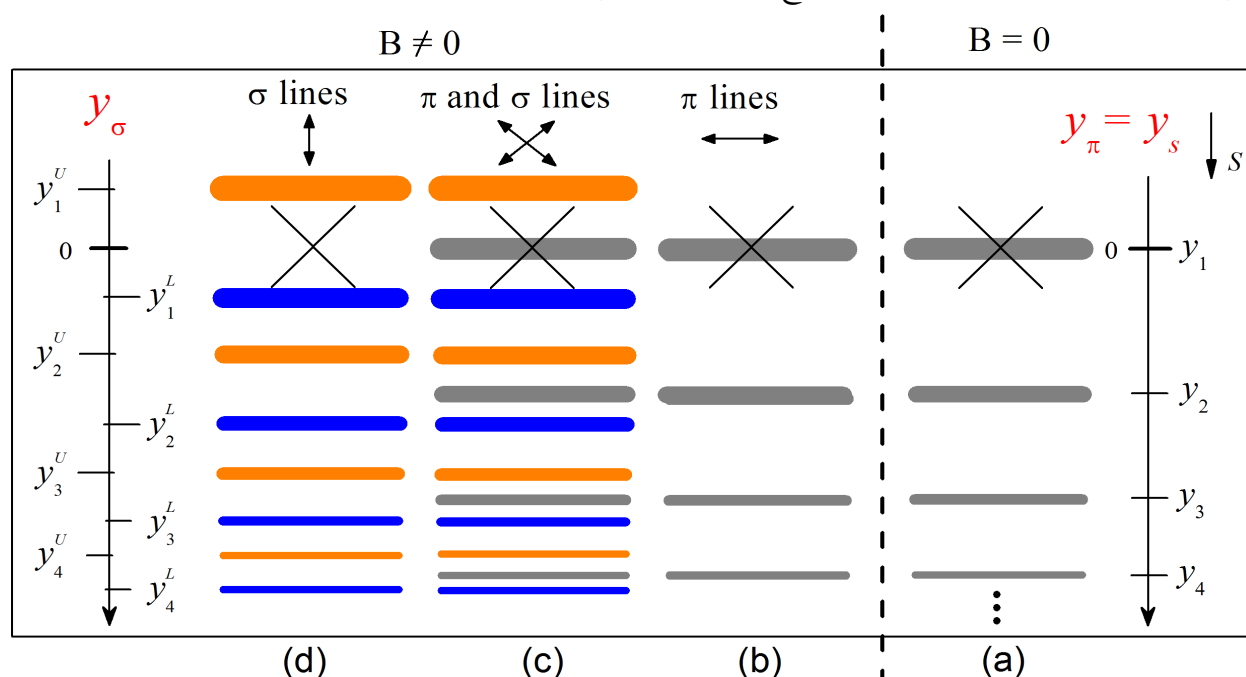 B ≠ 0
B = 0
σ lines
π and σ lines
π lines
y_σ
y_π = y_s
S
y_1^U
0
y_1^L
y_2^U
y_2^L
y_3^U
y_3^L
y_4^U
y_4^L
0
y_1
y_2
y_3
y_4
(d)
(c)
(b)
(a)